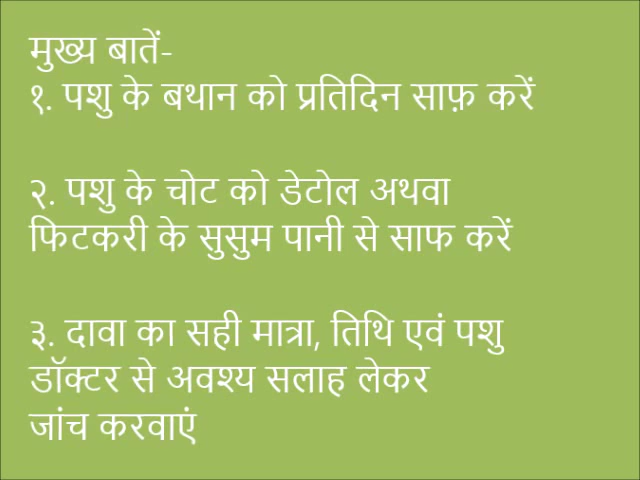 मुख्य बातें-
१. पशु के बथान को प्रतिदिन साफ़ करें
२. पशु के चोट को डेटोल अथवा
फिटकरी के सुसुम पानी से साफ करें
३. दावा का सही मात्रा, तिथि एवं पशु
डॉक्टर से अवश्य सलाह लेकर
जांच करवाएं